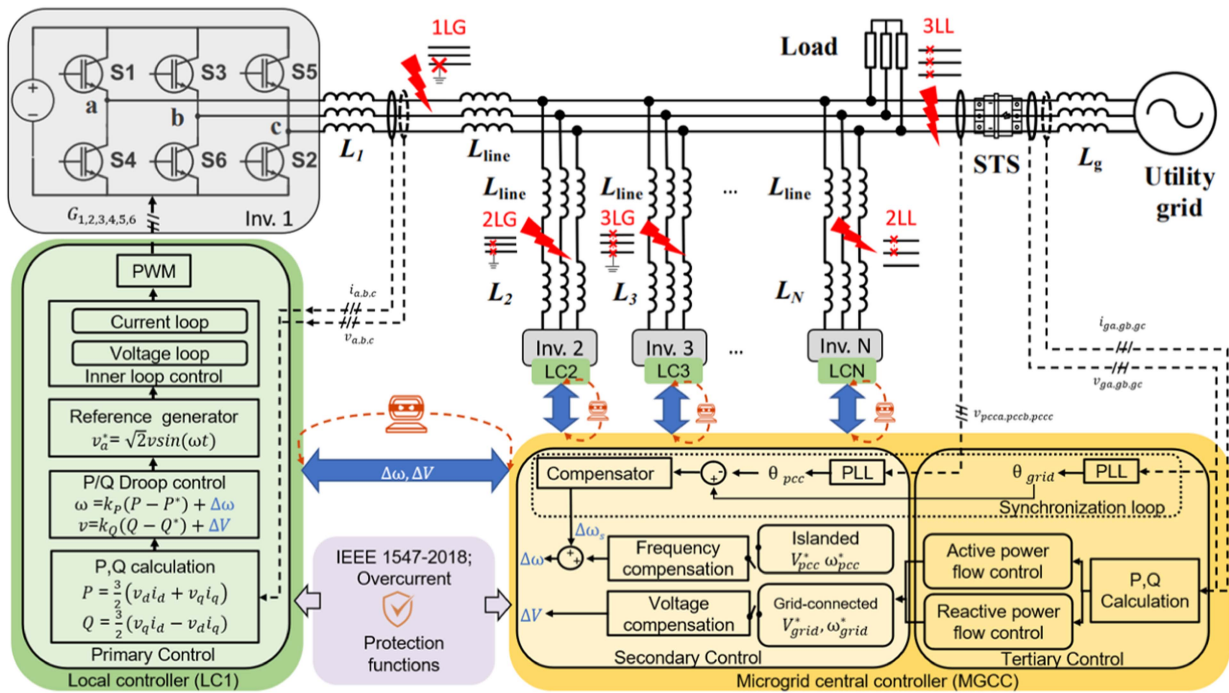 1LG
S1
S3
S5
a
b
c
S4
S6
S2
G1,2,3,4,5,6
Inv. 1
L1
Lline
Load
3LL
STS
Lg
Utility
grid
Lline
Lline
...
Lline
2LG
3LG
2LL
L2
L3
LN
Inv. 2
LC2
Inv. 3
LC3
...
Inv. N
LCN
ia,b,c
va,b,c
iga,gb,gc
vga,gb,gc
vpcca,pccb,pccc
PWM
Current loop
Voltage loop
Inner loop control
Reference generator
va*= √2vsin(ωt)
P/Q Droop control
ω =kP(P − P*) + Δω
v=kQ(Q − Q*) + ΔV
P,Q calculation
P = 3/2 (vdid + vqiq)
Q = 3/2 (vqid − vdiq)
Primary Control
Local controller (LC1)
Δω, ΔV
IEEE 1547-2018;
Overcurrent
Protection
functions
Compensator
-
θ pcc
PLL
θ grid
PLL
Synchronization loop
Δωs
Δω
+
+
Frequency
compensation
Islanded
Vpcc* ωpcc*
ΔV
Voltage
compensation
Grid-connected
Vgrid*, ωgrid*
Secondary Control
Active power
flow control
Reactive power
flow control
P,Q
Calculation
Tertiary Control
Microgrid central controller (MGCC)